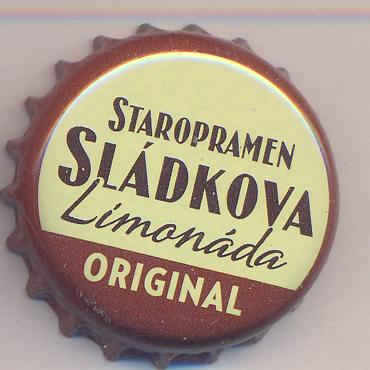 STAROPRAMEN
SLÁDKOVA
Limonáda
ORIGINAL